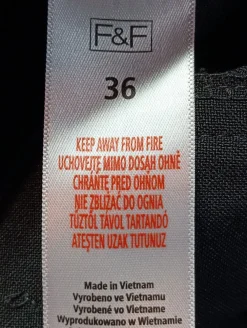 F&F
36
KEEP AWAY FROM FIRE
UCHOVEJTE MIMO DOSAH OHNĚ
CHRÁŇTE PRED OHŇOM
NIE ZBLIŻAĆ DO OGNIA
TŰZTŐL TÁVOL TARTANDÓ
ATEŞTEN UZAK TUTUNUZ
Made in Vietnam
Vyrobeno ve Vietnamu
Vyrobené vo Vietname
Wyprodukowano w Wietnamie